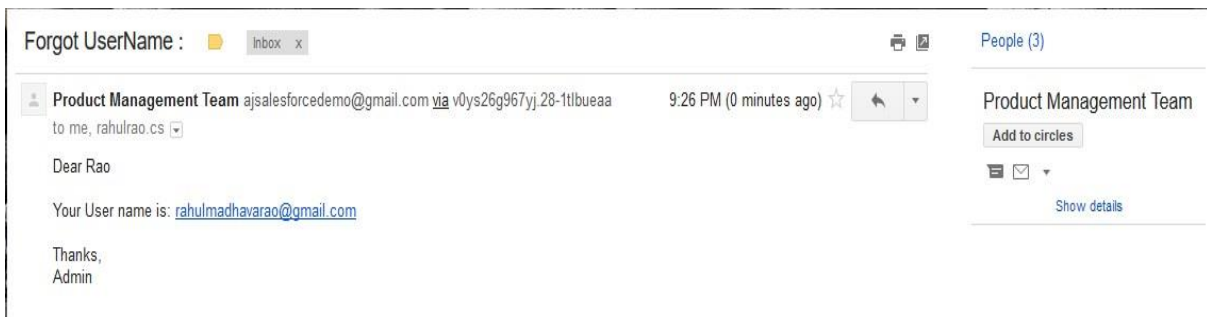 Forgot UserName :
Inbox x
People (3)
Product Management Team ajsalesforcedemo@gmail.com via v0ys26g967yj.28-1tlbueaa 9:26 PM (0 minutes ago)
to me, rahulrao.cs
Product Management Team
Add to circles
Show details
Dear Rao
Your User name is: rahulmadhavarao@gmail.com
Thanks,
Admin